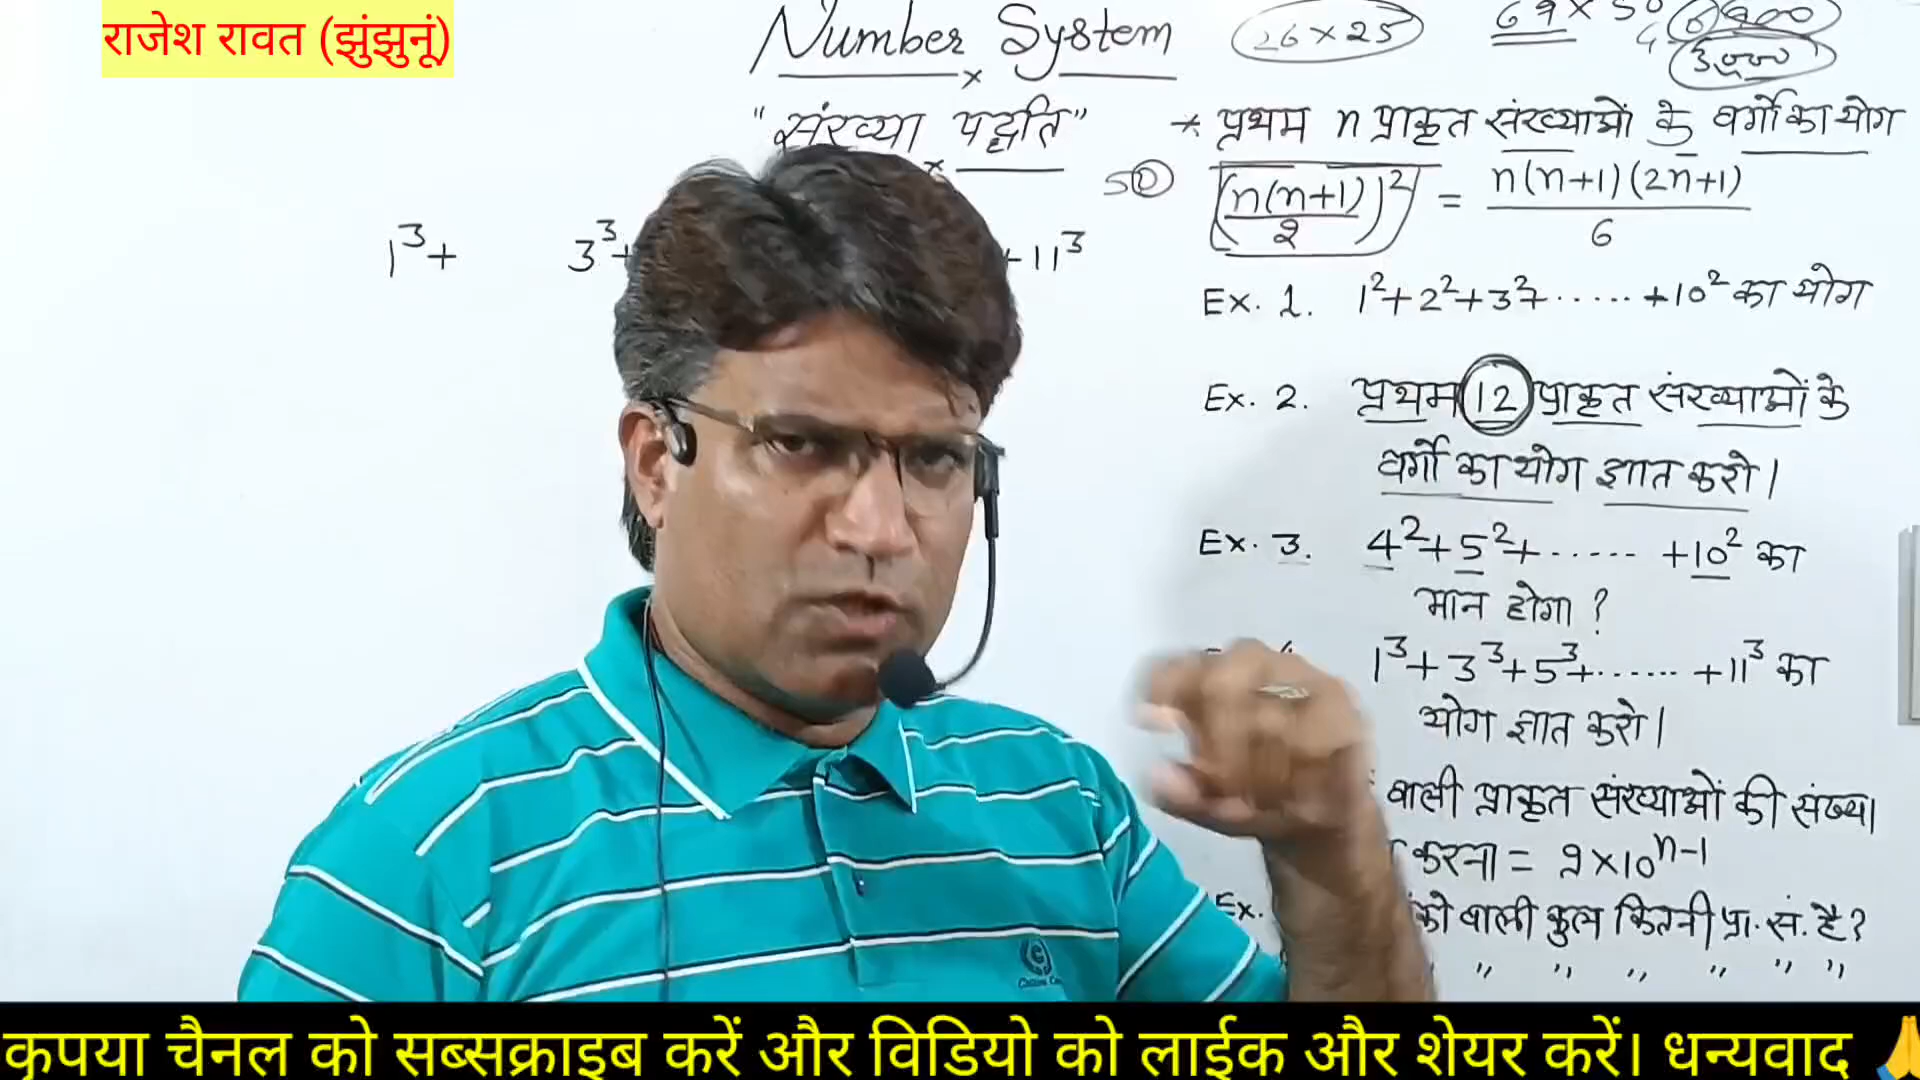 राजेश रावत (झुंझुनूं)
Number System
26 × 25
67 × 50
"संख्या पद्धति"
* प्रथम n प्राकृत संख्याओं के वर्गो का योग
50
(n(n+1)/2)² = n(n+1)(2n+1)/6
1³+ 3³+ +11³
Ex. 1. 1²+2²+3²+......+10² का योग
Ex. 2. प्रथम 12 प्राकृत संख्याओं के
वर्गो का योग ज्ञात करो।
Ex. 3. 4²+5²+...... +10² का
मान होगा ?
1³+3³+5³+...... +11³ का
योग ज्ञात करो।
वाली प्राकृत संख्याओं की संख्या
करना = 9×10ⁿ⁻¹
Ex. को वाली कुल कितनी प्रा. सं. है?
" " " " " "
कृपया चैनल को सब्सक्राइब करें और विडियो को लाईक और शेयर करें। धन्यवाद 🙏